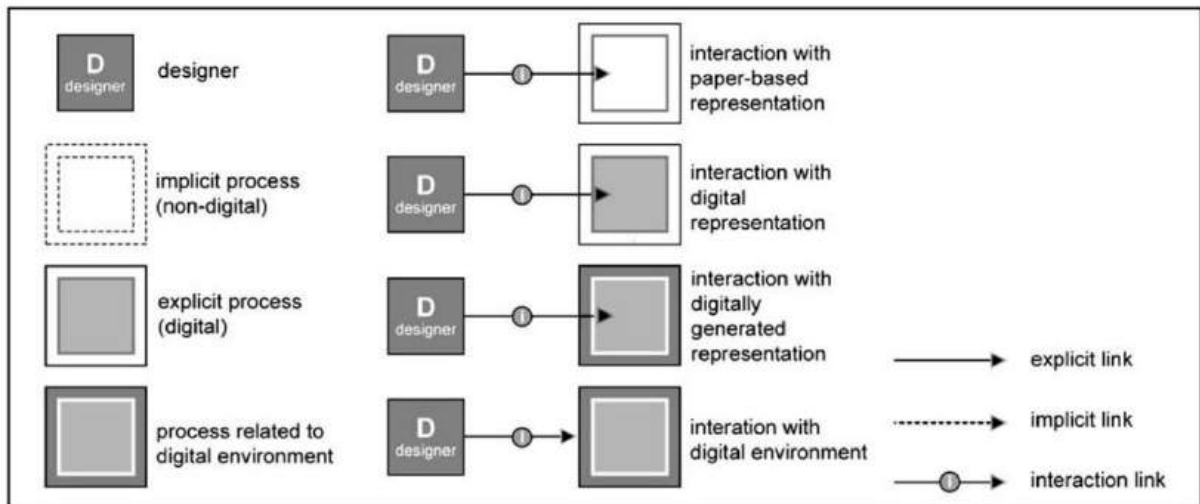 D
designer
designer
implicit process
(non-digital)
explicit process
(digital)
process related to
digital environment
D
designer
i
interaction with
paper-based
representation
D
designer
i
interaction with
digital
representation
D
designer
i
interaction with
digitally
generated
representation
D
designer
i
interation with
digital environment
explicit link
implicit link
i
interaction link